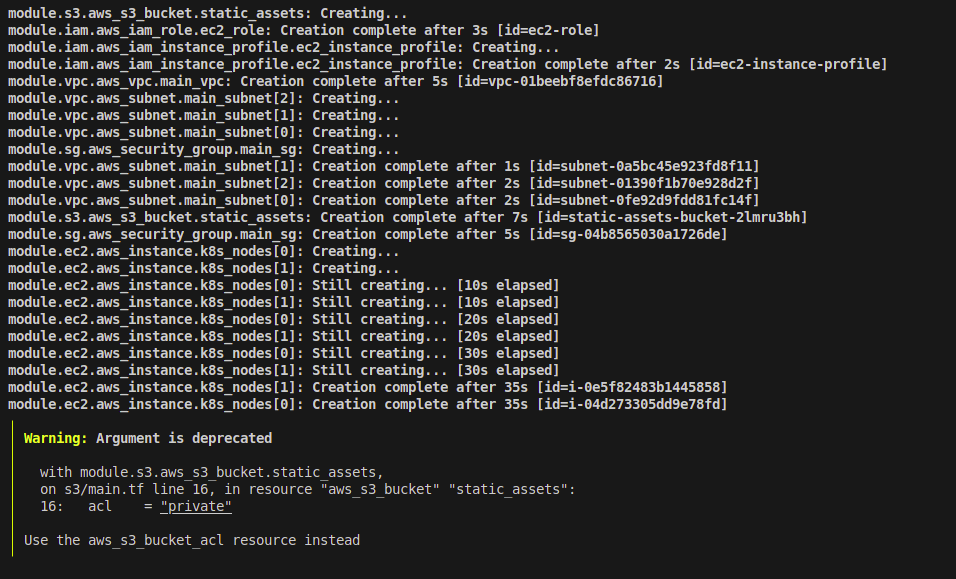 module.s3.aws_s3_bucket.static_assets: Creating...
module.iam.aws_iam_role.ec2_role: Creation complete after 3s [id=ec2-role]
module.iam.aws_iam_instance_profile.ec2_instance_profile: Creating...
module.iam.aws_iam_instance_profile.ec2_instance_profile: Creation complete after 2s [id=ec2-instance-profile]
module.vpc.aws_vpc.main_vpc: Creation complete after 5s [id=vpc-01beebf8efdc86716]
module.vpc.aws_subnet.main_subnet[2]: Creating...
module.vpc.aws_subnet.main_subnet[1]: Creating...
module.vpc.aws_subnet.main_subnet[0]: Creating...
module.sg.aws_security_group.main_sg: Creating...
module.vpc.aws_subnet.main_subnet[1]: Creation complete after 1s [id=subnet-0a5bc45e923fd8f11]
module.vpc.aws_subnet.main_subnet[2]: Creation complete after 2s [id=subnet-01390f1b70e928d2f]
module.vpc.aws_subnet.main_subnet[0]: Creation complete after 2s [id=subnet-0fe92d9fdd81fc14f]
module.s3.aws_s3_bucket.static_assets: Creation complete after 7s [id=static-assets-bucket-2lmru3bh]
module.sg.aws_security_group.main_sg: Creation complete after 5s [id=sg-04b8565030a1726de]
module.ec2.aws_instance.k8s_nodes[0]: Creating...
module.ec2.aws_instance.k8s_nodes[1]: Creating...
module.ec2.aws_instance.k8s_nodes[0]: Still creating... [10s elapsed]
module.ec2.aws_instance.k8s_nodes[1]: Still creating... [10s elapsed]
module.ec2.aws_instance.k8s_nodes[0]: Still creating... [20s elapsed]
module.ec2.aws_instance.k8s_nodes[1]: Still creating... [20s elapsed]
module.ec2.aws_instance.k8s_nodes[0]: Still creating... [30s elapsed]
module.ec2.aws_instance.k8s_nodes[1]: Still creating... [30s elapsed]
module.ec2.aws_instance.k8s_nodes[1]: Creation complete after 35s [id=i-0e5f82483b1445858]
module.ec2.aws_instance.k8s_nodes[0]: Creation complete after 35s [id=i-04d273305dd9e78fd]
Warning: Argument is deprecated
with module.s3.aws_s3_bucket.static_assets,
on s3/main.tf line 16, in resource "aws_s3_bucket" "static_assets":
16:   acl    = "private"
Use the aws_s3_bucket_acl resource instead